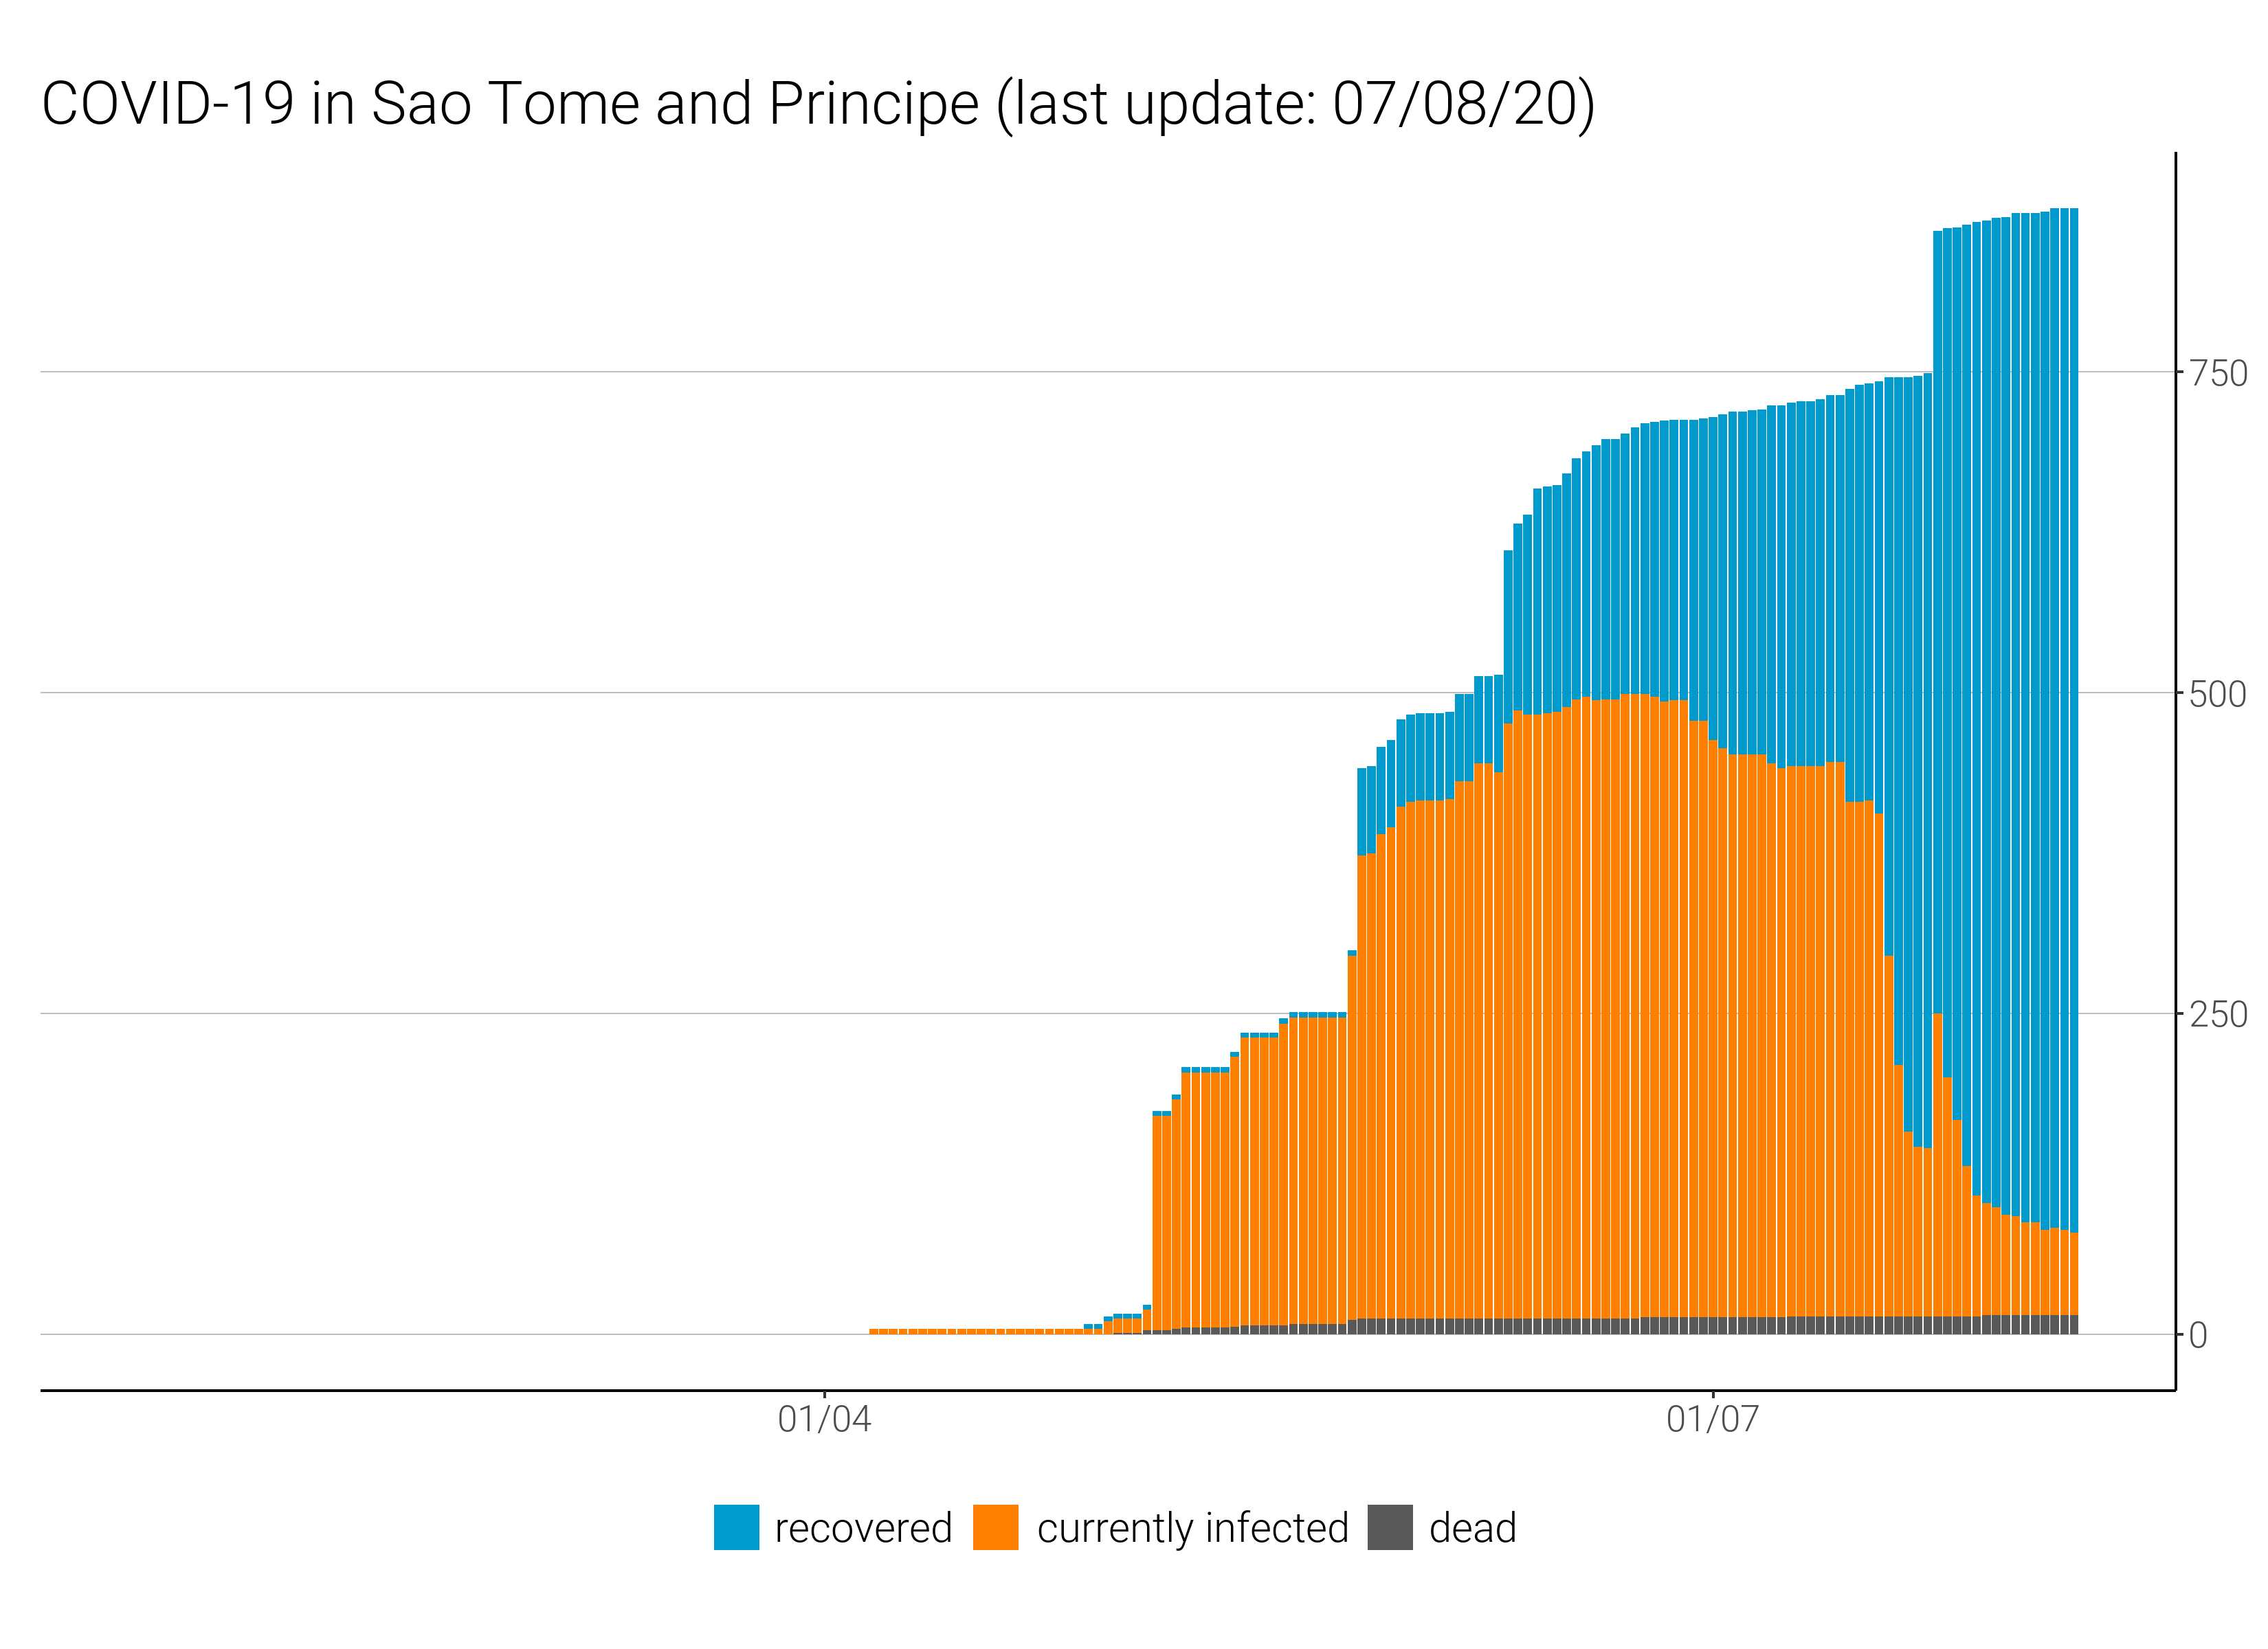 COVID-19 in Sao Tome and Principe (last update: 07/08/20)
750
500
250
0
01/04 01/07
recovered currently infected dead